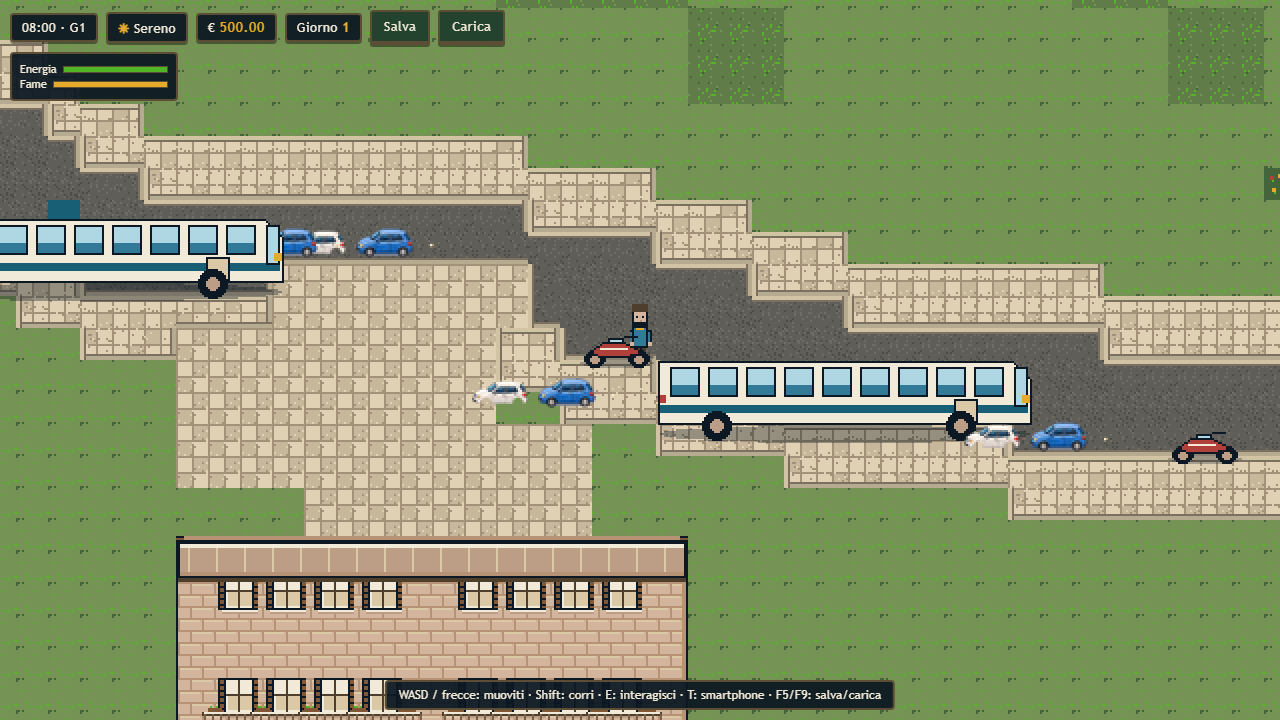 08:00 · G1
Sereno
€ 500.00
Giorno 1
Salva
Carica
Energia
Fame
WASD / frecce: muoviti · Shift: corri · E: interagisci · T: smartphone · F5/F9: salva/carica